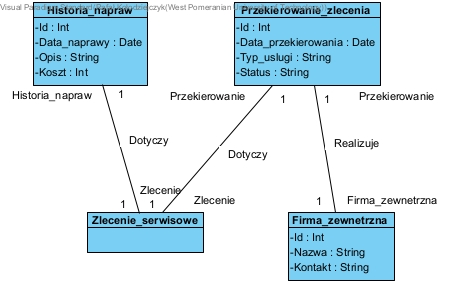 Visual Paradigm
West Pomeranian
Historia_napraw
-Id : Int
-Data_naprawy : Date
-Opis : String
-Koszt : Int
Przekierowanie_zlecenia
-Id : Int
-Data_przekierowania : Date
-Typ_uslugi : String
-Status : String
Historia_napraw
1
Przekierowanie
1
1
Przekierowanie
Dotyczy
Dotyczy
Realizuje
Zlecenie
1
1
Zlecenie
1
Firma_zewnetrzna
Zlecenie_serwisowe
Firma_zewnetrzna
-Id : Int
-Nazwa : String
-Kontakt : String